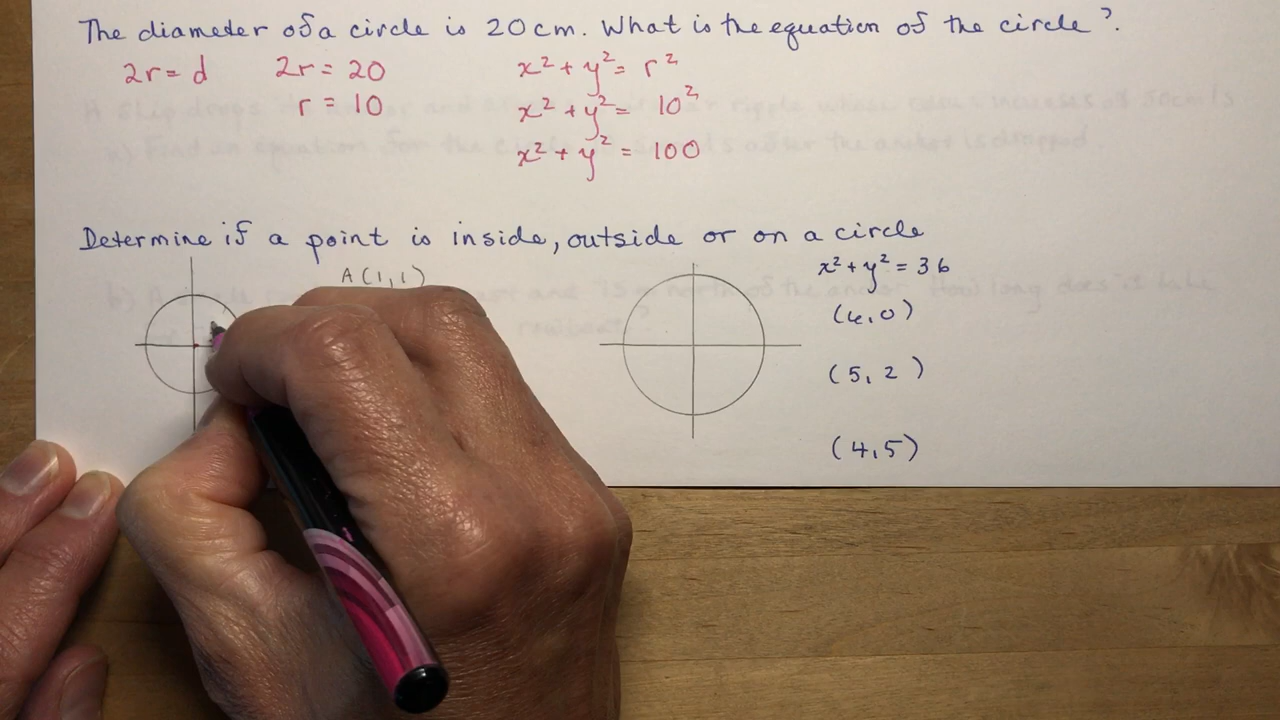 The diameter of a circle is 20 cm. What is the equation of the circle?
2r = d 2r = 20 x² + y² = r²
r = 10 x² + y² = 10²
x² + y² = 100
Determine if a point is inside, outside or on a circle
A (1,1) x² + y² = 36
(6,0)
(5, 2)
(4,5)